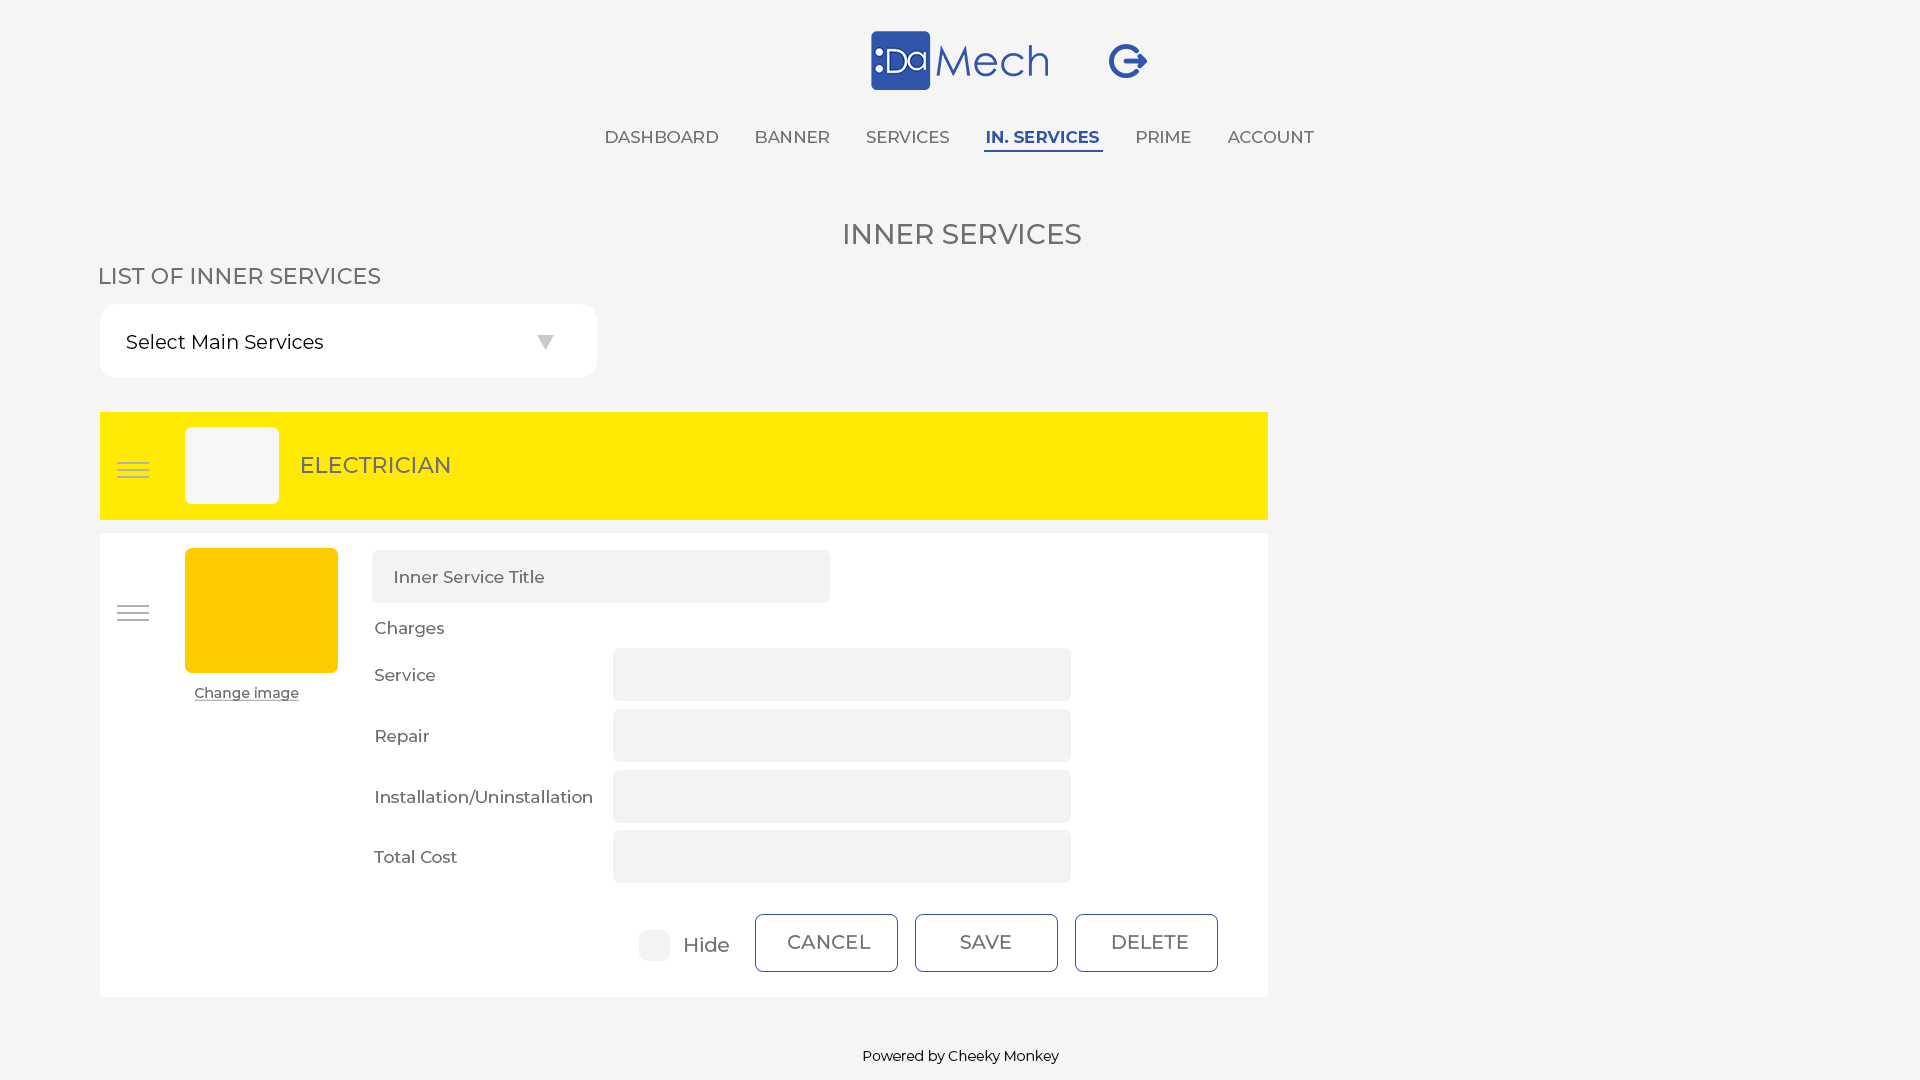 :Da Mech
DASHBOARD BANNER SERVICES IN. SERVICES PRIME ACCOUNT
INNER SERVICES
LIST OF INNER SERVICES
Select Main Services
ELECTRICIAN
Inner Service Title
Charges
Service
Change image
Repair
Installation/Uninstallation
Total Cost
Hide CANCEL SAVE DELETE
Powered by Cheeky Monkey